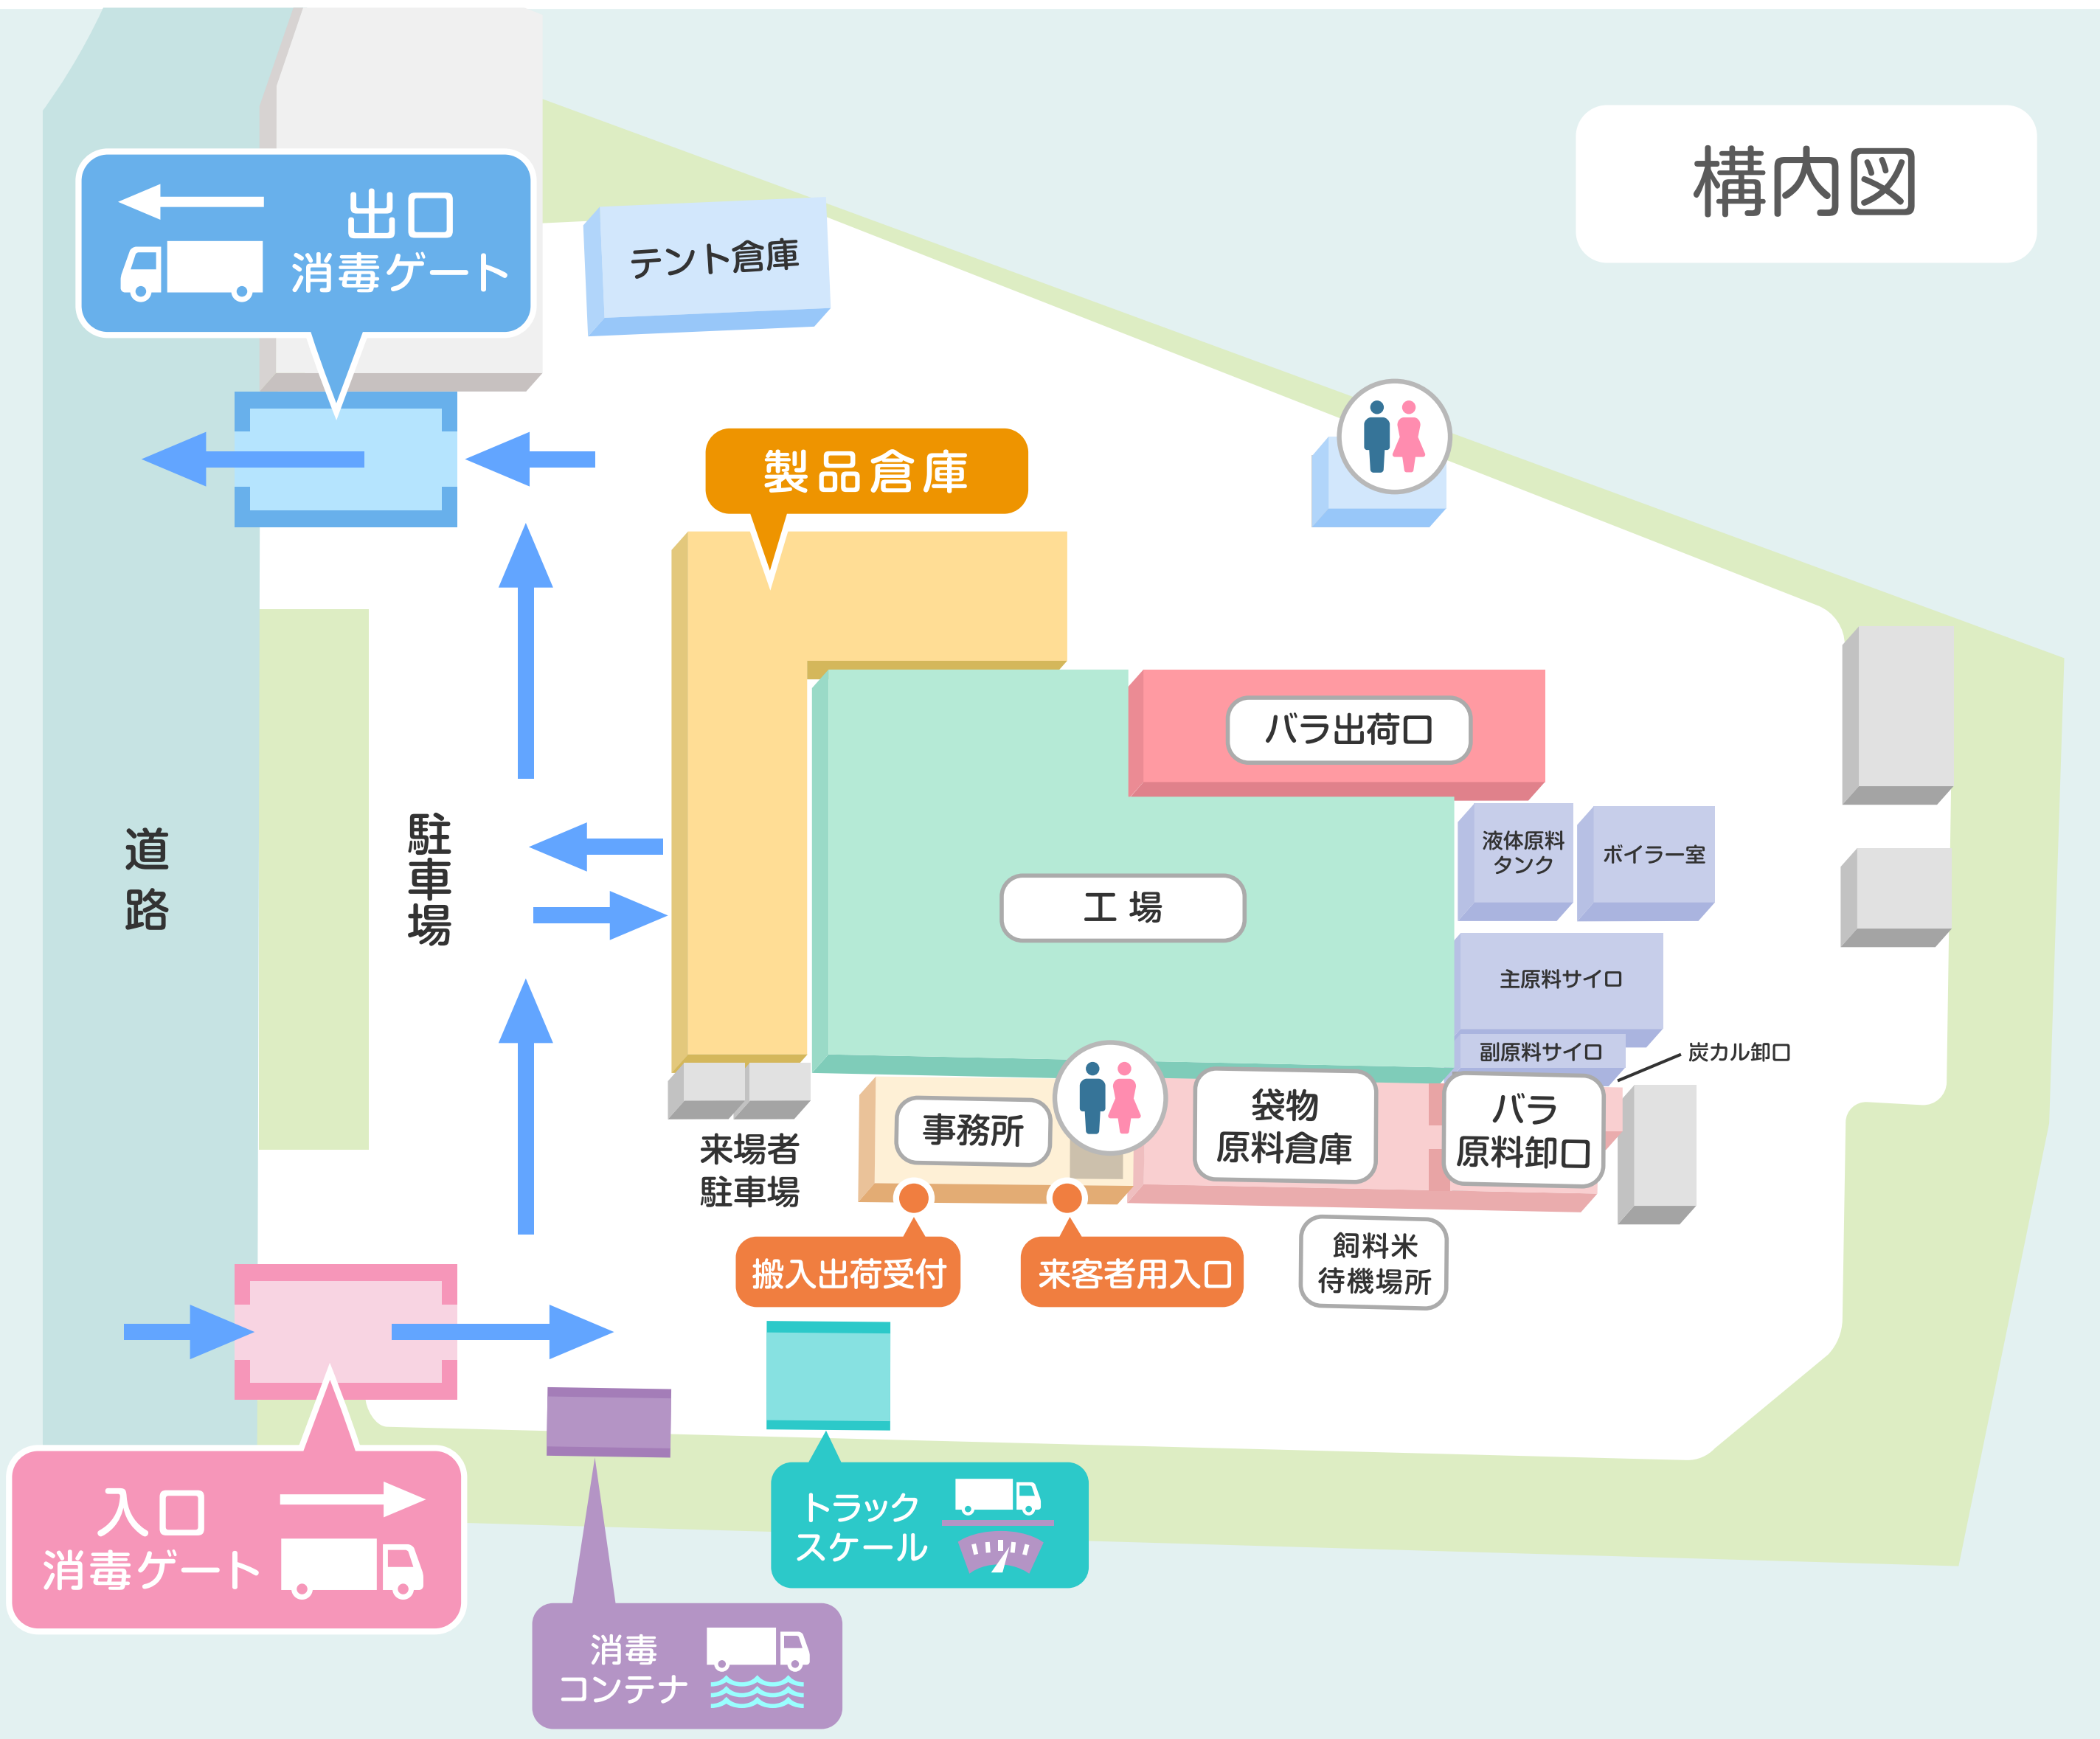 構内図
出口
消毒ゲート
テント倉庫
製品倉庫
バラ出荷口
液体原料
タンク
ボイラー室
道路
駐車場
工 場
主原料サイロ
副原料サイロ
炭カル卸口
来場者
駐車場
事務所
袋物
原料倉庫
バラ
原料卸口
搬入出荷受付
来客者入口
飼料米
待機場所
入口
消毒ゲート
トラック
スケール
消毒
コンテナ